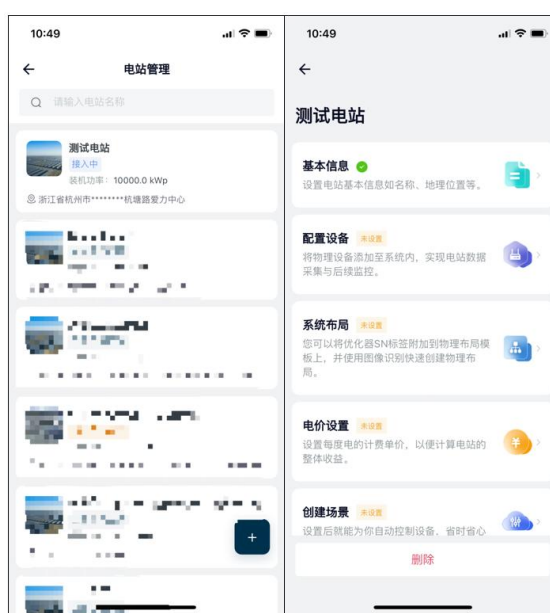 10:49
电站管理
请输入电站名称
测试电站
接入中
装机功率: 10000.0 kWp
浙江省杭州市********杭塘路爱力中心
10:49
测试电站
基本信息
设置电站基本信息如名称、地理位置等。
配置设备 未设置
将物理设备添加至系统内，实现电站数据
采集与后续监控。
系统布局 未设置
您可以将优化器SN标签附加到物理布局模
板上，并使用图像识别快速创建物理布
局。
电价设置 未设置
设置每度电的计费单价，以便计算电站的
整体收益。
创建场景 未设置
设置后就能为你自动控制设备，省时省心
删除